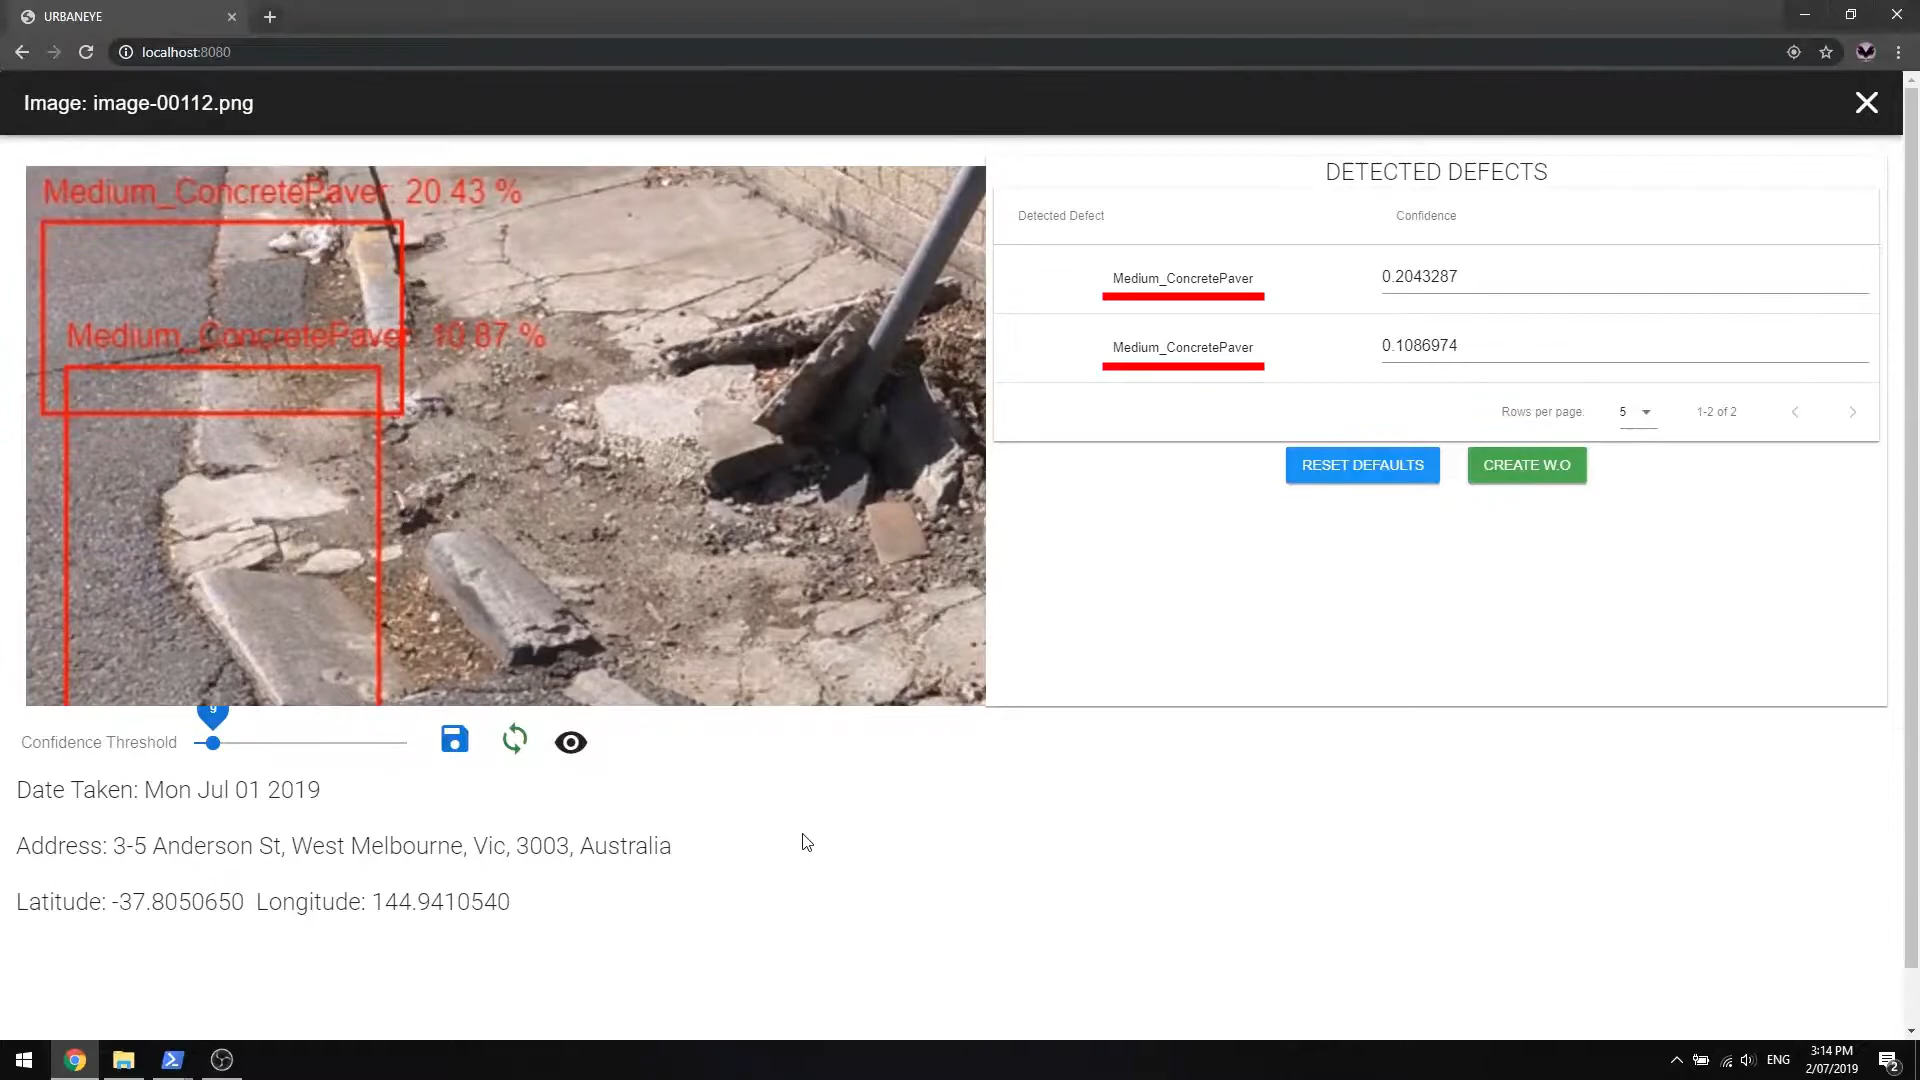 URBANEYE
localhost:8080
Image: image-00112.png
Medium_ConcretePaver: 20.43 %
Medium_ConcretePaver: 10.87 %
DETECTED DEFECTS
Detected Defect Confidence
Medium_ConcretePaver 0.2043287
Medium_ConcretePaver 0.1086974
Rows per page: 5 1-2 of 2
RESET DEFAULTS CREATE W.O
9
Confidence Threshold
Date Taken: Mon Jul 01 2019
Address: 3-5 Anderson St, West Melbourne, Vic, 3003, Australia
Latitude: -37.8050650 Longitude: 144.9410540
ENG
3:14 PM
2/07/2019
2